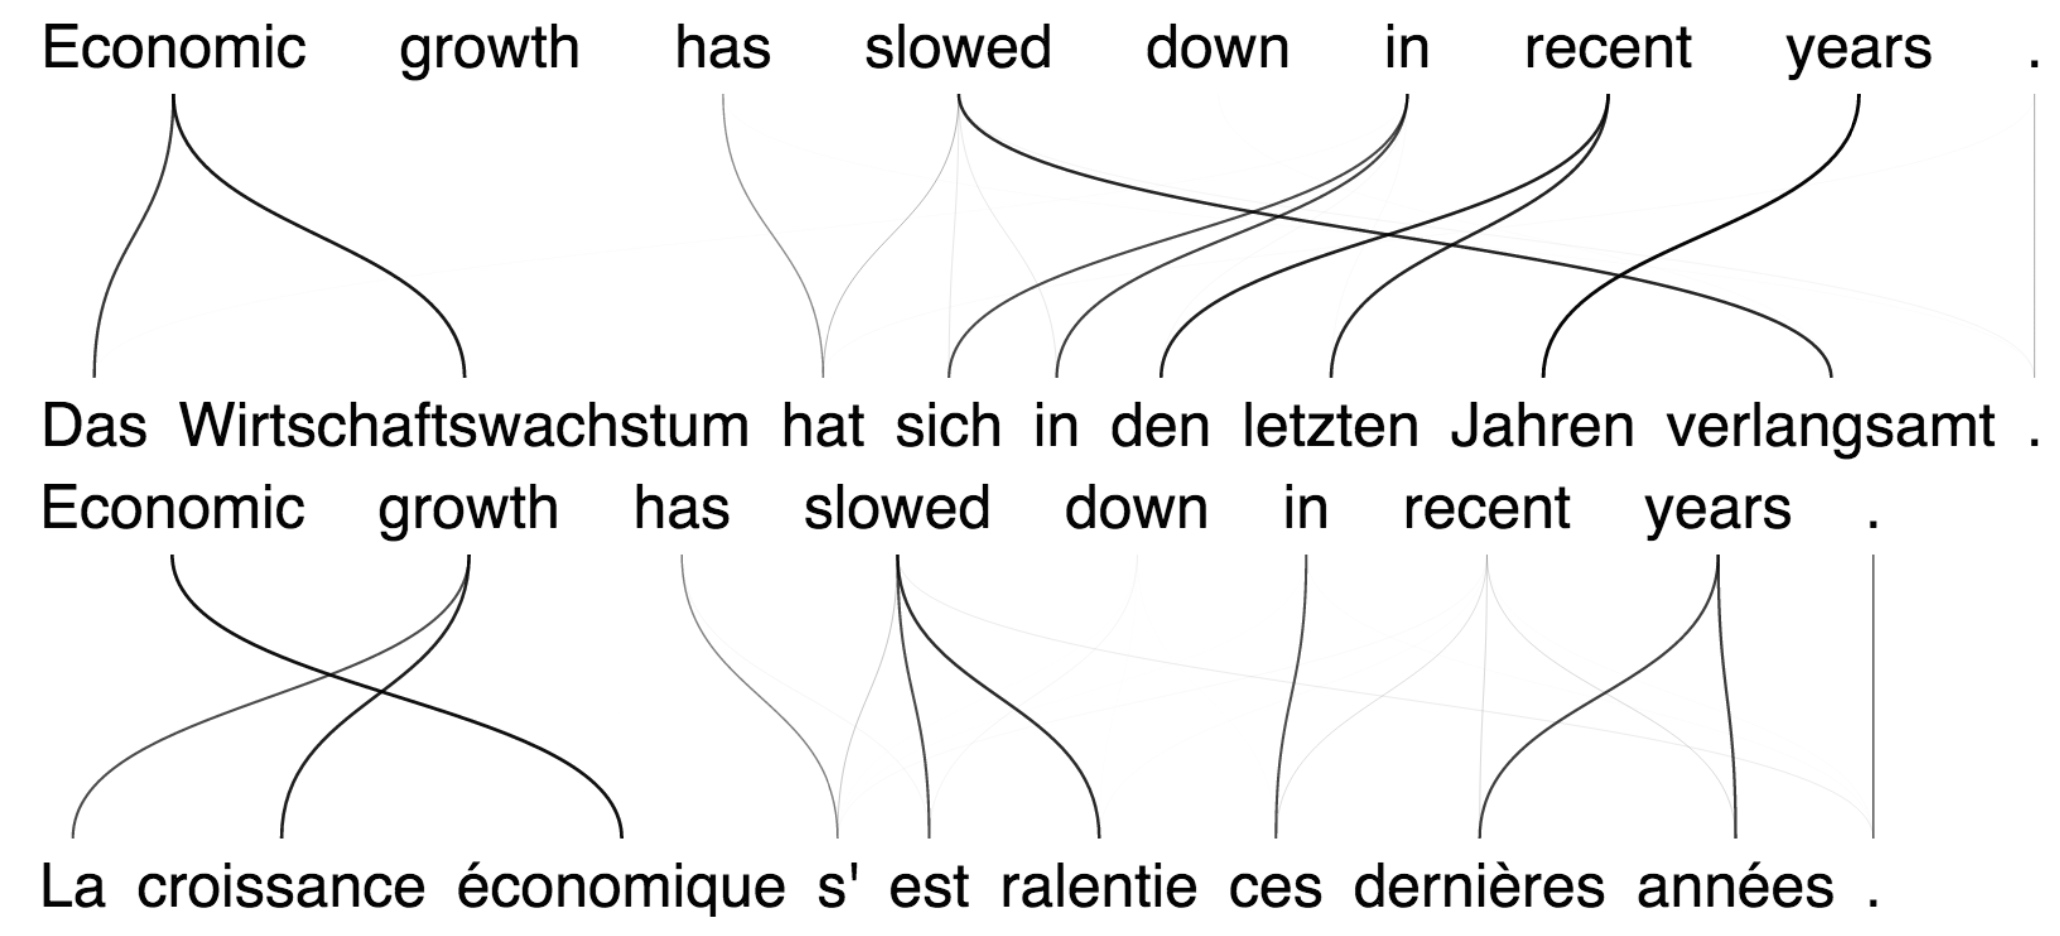 Economic growth has slowed down in recent years .
Das Wirtschaftswachstum hat sich in den letzten Jahren verlangsamt .
Economic growth has slowed down in recent years .
La croissance économique s' est ralentie ces dernières années .